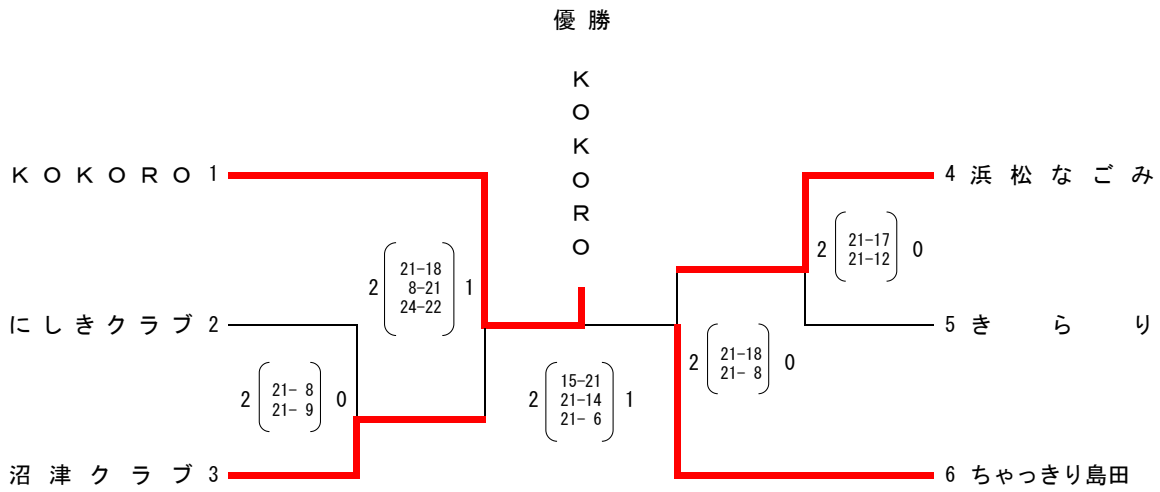 優勝
ＫＯＫＯＲＯ
ＫＯＫＯＲＯ 1
4 浜松なごみ
2 21-17 0
21-12
2 21-18 1
8-21
24-22
にしきクラブ 2
5 きらり
2 21-18 0
21- 8
2 21- 8 0
21- 9
2 15-21 1
21-14
21- 6
沼津クラブ 3
6 ちゃっきり島田